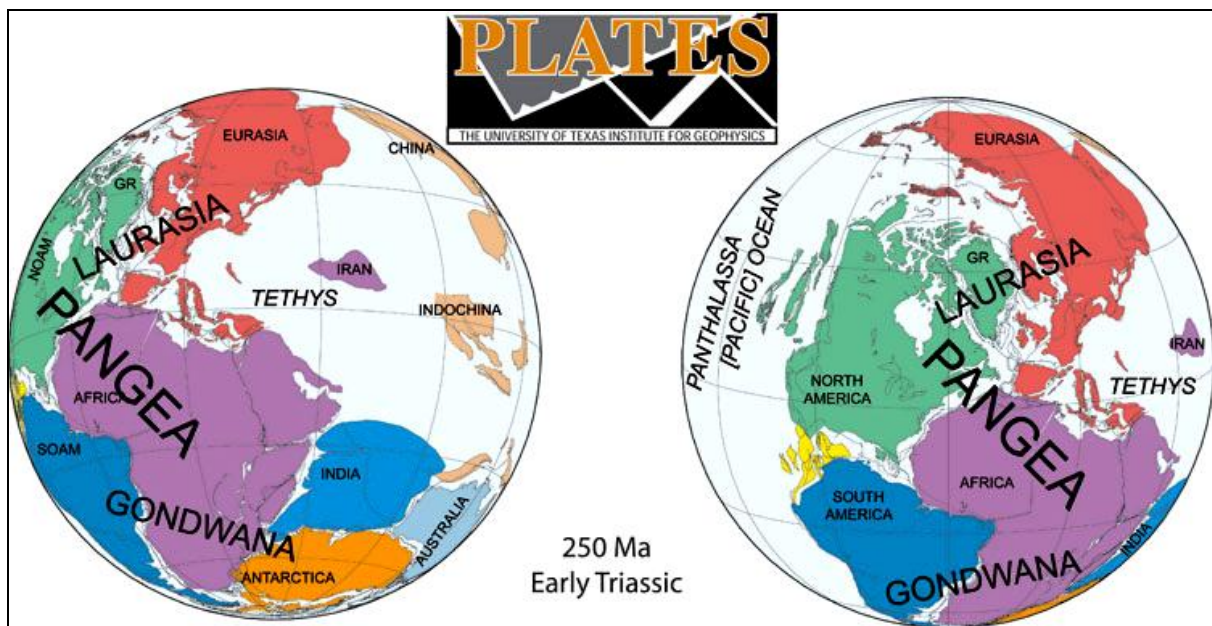 PLATES
THE UNIVERSITY OF TEXAS INSTITUTE FOR GEOPHYSICS
EURASIA
CHINA
GR
LAURASIA
NOAM
IRAN
TETHYS
INDOCHINA
PANGEA
AFRICA
SOAM
INDIA
GONDWANA
AUSTRALIA
ANTARCTICA
250 Ma
Early Triassic
EURASIA
PANTHALASSA
[PACIFIC] OCEAN
GR
LAURASIA
IRAN
TETHYS
NORTH
AMERICA
PANGEA
AFRICA
SOUTH
AMERICA
INDIA
GONDWANA